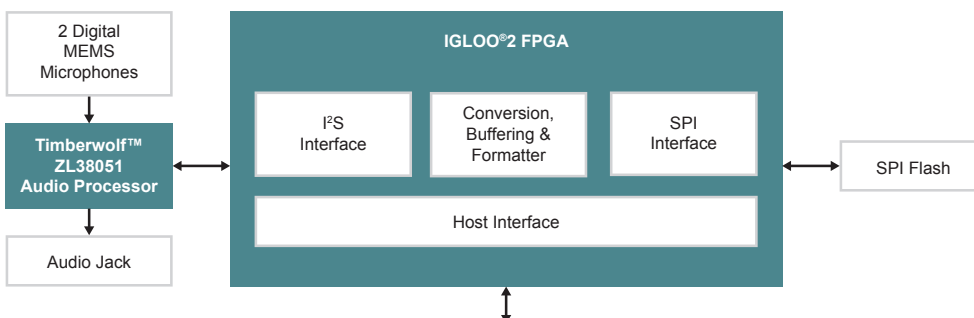 2 Digital
MEMS
Microphones
Timberwolf™
ZL38051
Audio Processor
Audio Jack
IGLOO®2 FPGA
I²S
Interface
Conversion,
Buffering &
Formatter
SPI
Interface
Host Interface
SPI Flash